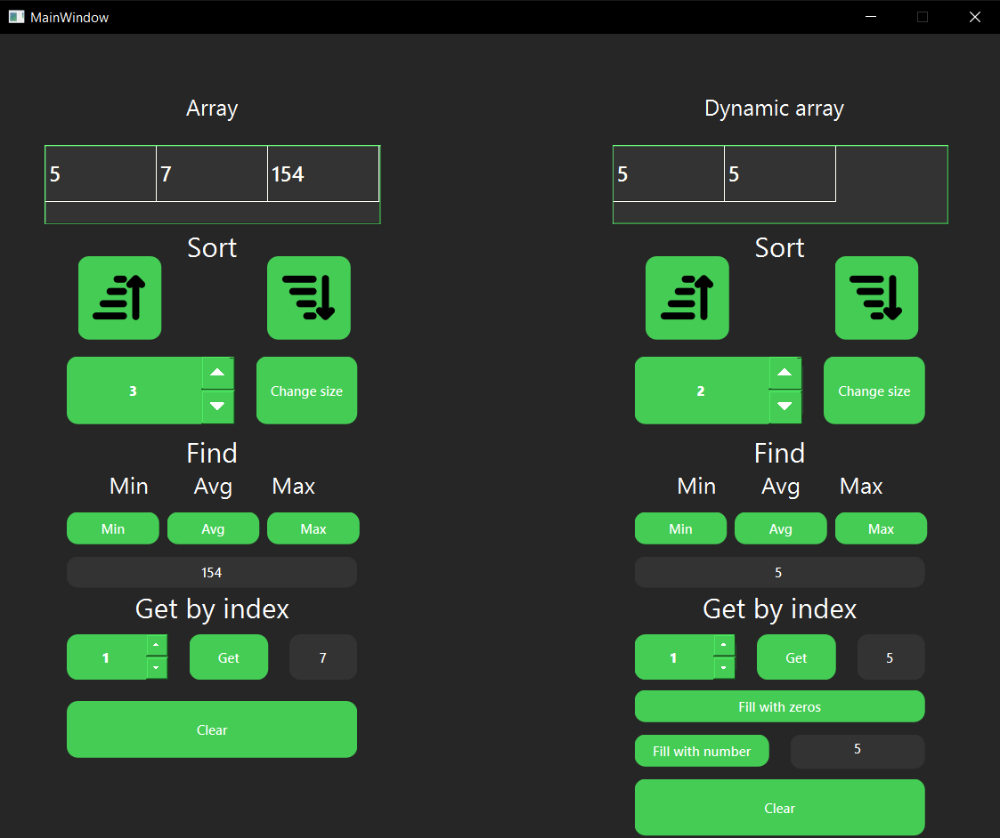 MainWindow
Array
5 7 154
Sort
3 Change size
Find
Min Avg Max
Min Avg Max
154
Get by index
1 Get 7
Clear
Dynamic array
5 5
Sort
2 Change size
Find
Min Avg Max
Min Avg Max
5
Get by index
1 Get 5
Fill with zeros
Fill with number 5
Clear